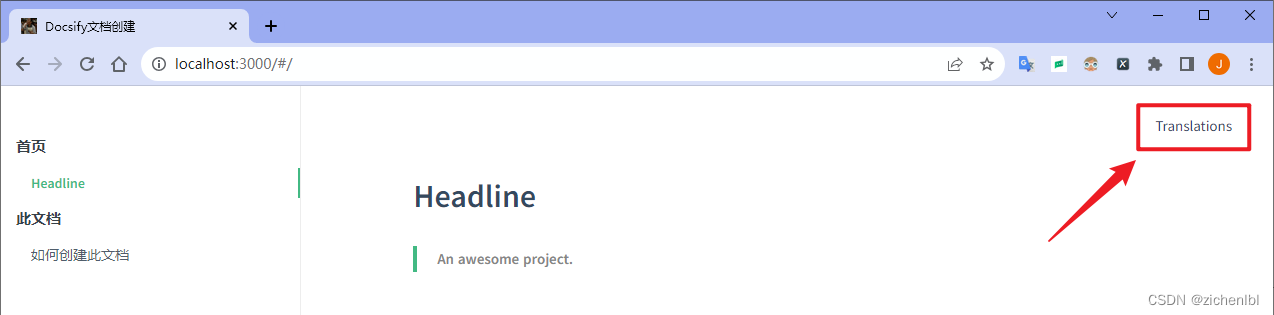 Docsify文档创建
localhost:3000/#/
J
Translations
首页
Headline
此文档
如何创建此文档
Headline
An awesome project.
CSDN @zichenlbl